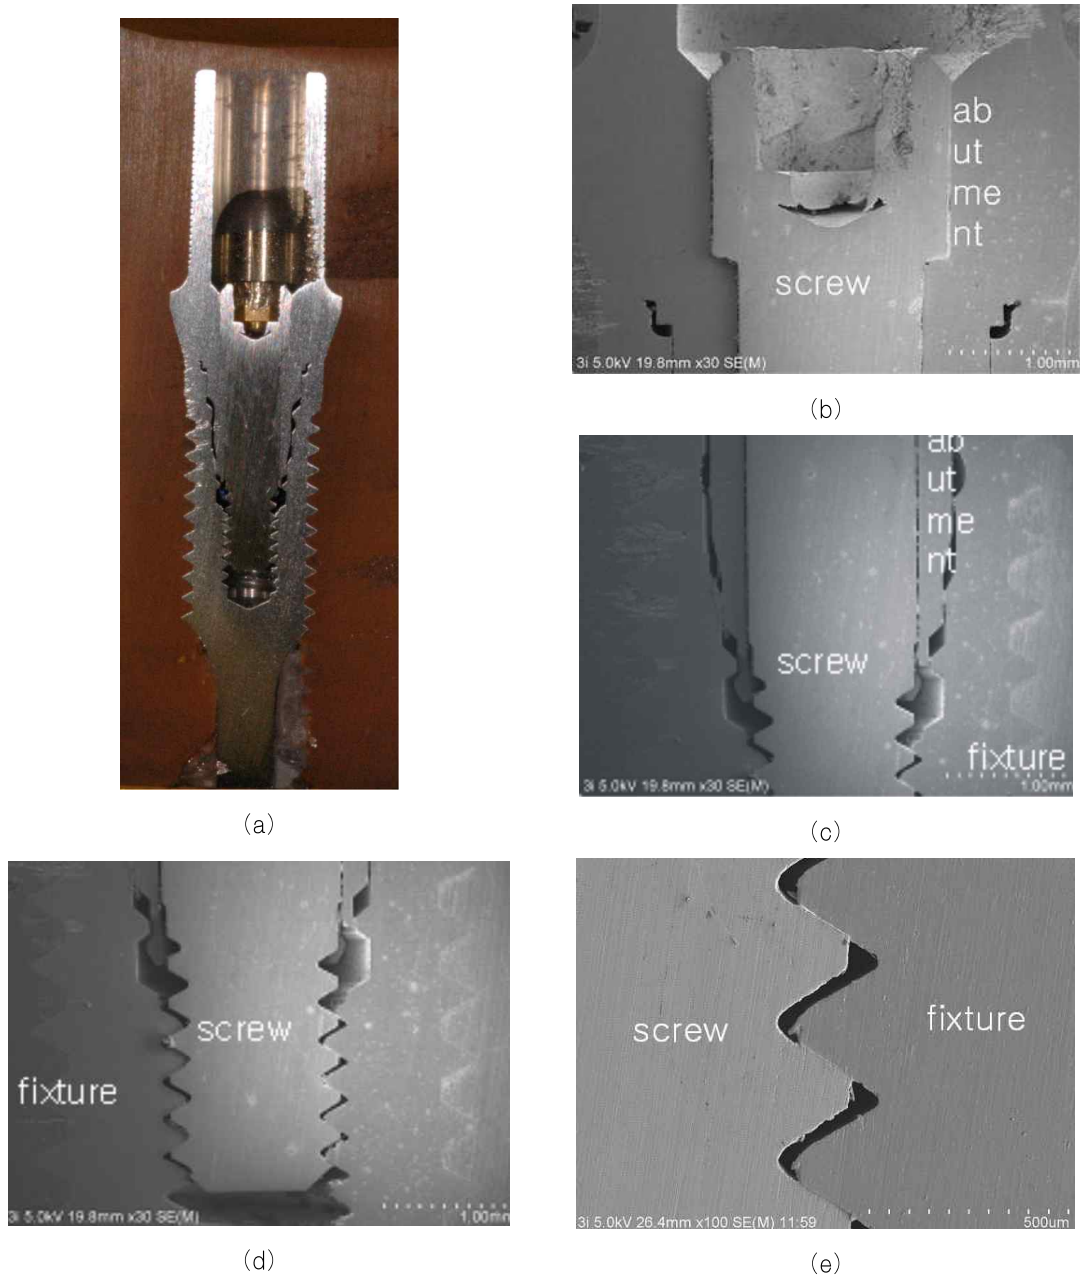 ab
ut
me
nt
screw
3i 5.0kV 19.8mm x30 SE(M)
1.00mm
(b)
ab
ut
me
nt
screw
fixture
3i 5.0kV 19.8mm x30 SE(M)
1.00mm
(a)
(c)
screw
fixture
3i 5.0kV 19.8mm x30 SE(M)
1.00mm
(d)
screw
fixture
3i 5.0kV 26.4mm x100 SE(M) 11:59
500um
(e)